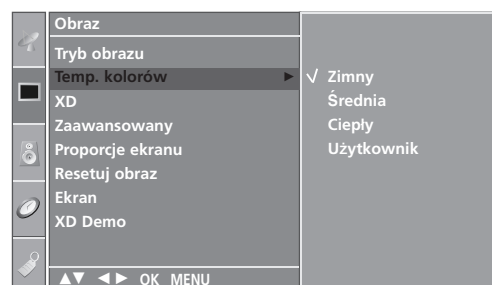 Obraz
Tryb obrazu
Temp. kolorów ►
XD
Zaawansowany
Proporcje ekranu
Resetuj obraz
Ekran
XD Demo
▲▼ ◄► OK MENU
√ Zimny
Średnia
Ciepły
Użytkownik